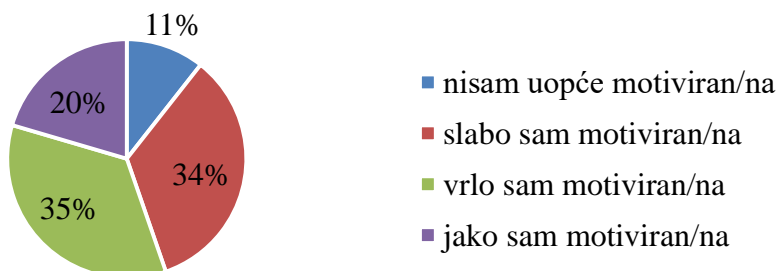 11%
20%
34%
35%
nisam uopće motiviran/na
slabo sam motiviran/na
vrlo sam motiviran/na
jako sam motiviran/na